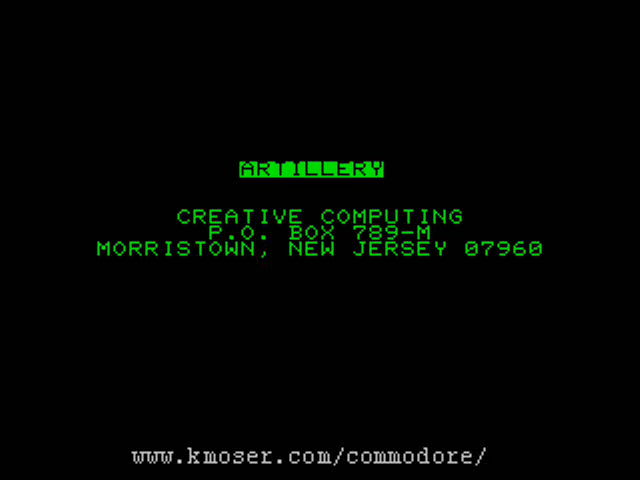 ARTILLERY
CREATIVE COMPUTING
P.O. BOX 789-M
MORRISTOWN, NEW JERSEY 07960
www.kmoser.com/commodore/